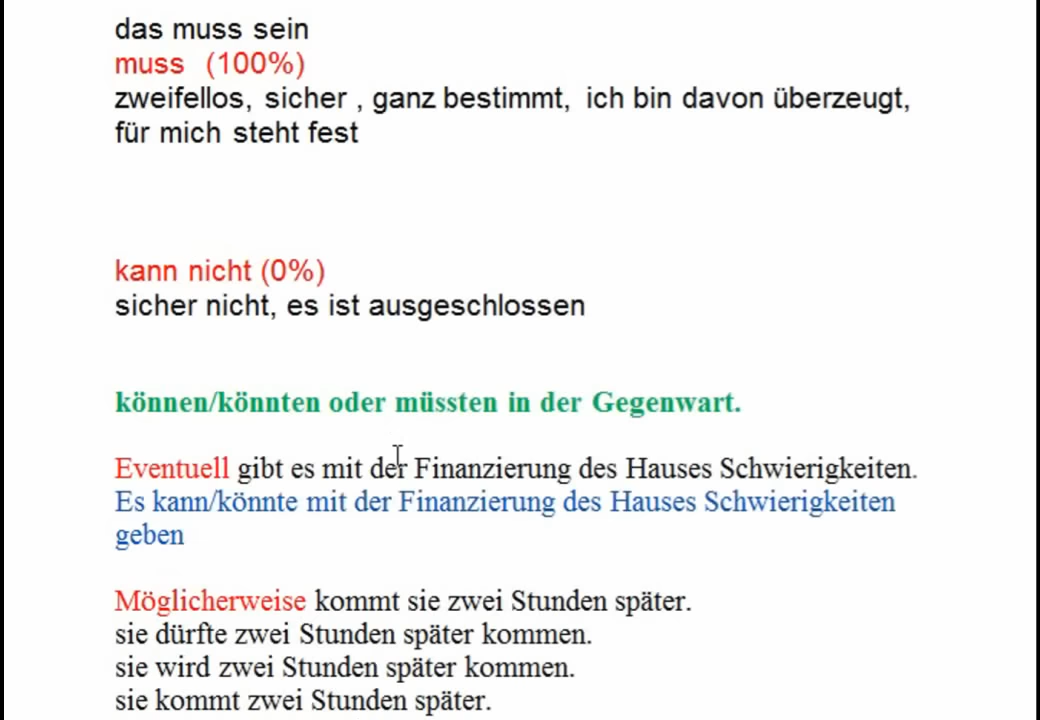 das muss sein
muss (100%)
zweifellos, sicher , ganz bestimmt, ich bin davon überzeugt,
für mich steht fest
kann nicht (0%)
sicher nicht, es ist ausgeschlossen
können/könnten oder müssten in der Gegenwart.
Eventuell gibt es mit der Finanzierung des Hauses Schwierigkeiten.
Es kann/könnte mit der Finanzierung des Hauses Schwierigkeiten
geben
Möglicherweise kommt sie zwei Stunden später.
sie dürfte zwei Stunden später kommen.
sie wird zwei Stunden später kommen.
sie kommt zwei Stunden später.